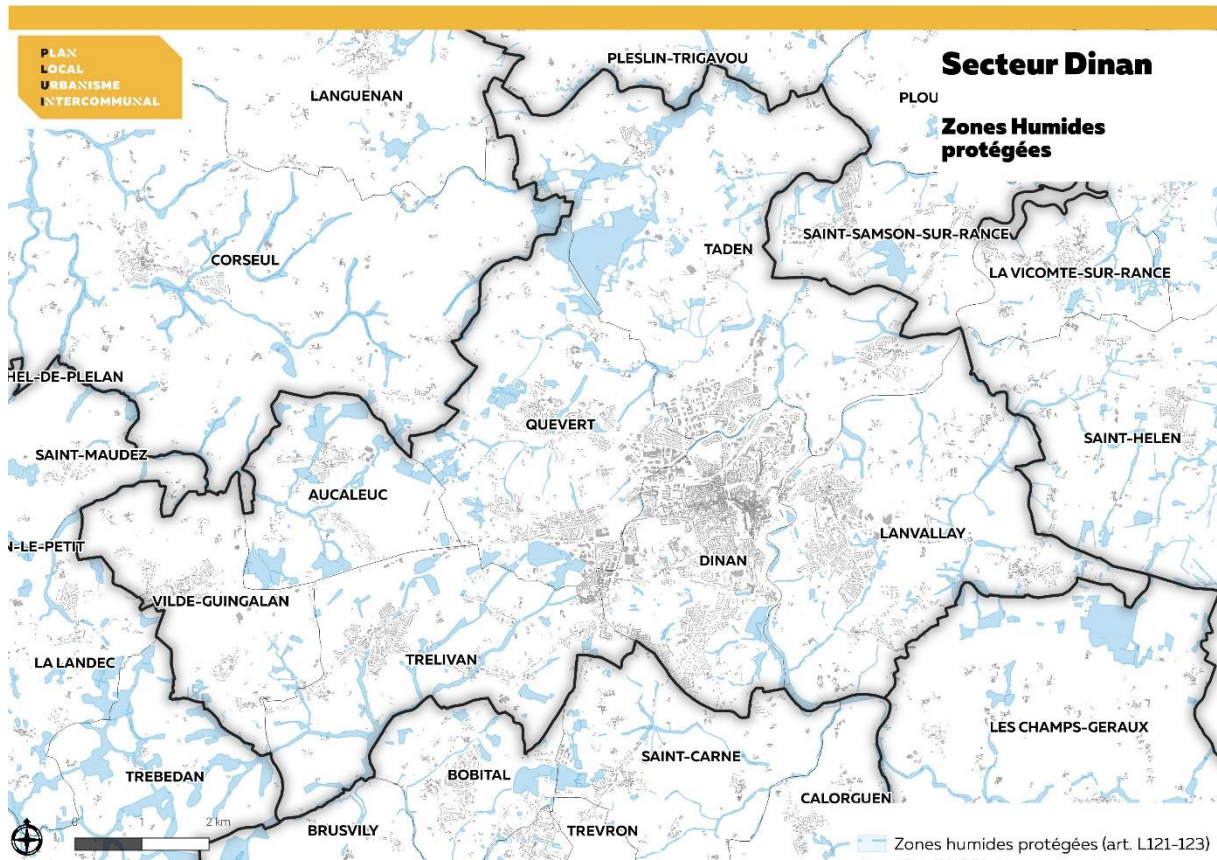 PLAN
LOCAL
URBANISME
INTERCOMMUNAL
Secteur Dinan
Zones Humides
protégées
PLESLIN-TRIGAVOU
LANGUENAN
PLOU
SAINT-SAMSON-SUR-RANCE
TADEN
CORSEUL
LA VICOMTE-SUR-RANCE
HEL-DE-PLELAN
QUEVERT
SAINT-HELEN
SAINT-MAUDEZ
AUCALEUC
LANVALLAY
N-LE-PETIT
DINAN
VILDE-GUINGALAN
LA LANDEC
TRELIVAN
LES CHAMPS-GERAUX
SAINT-CARNE
TREBEDAN
BOBITAL
CALORGUEN
0 1 2 km
BRUSVILY
TREVRON
Zones humides protégées (art. L121-123)